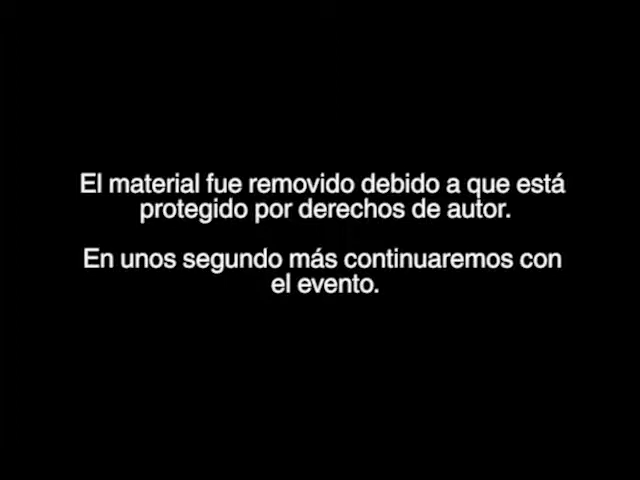 El material fue removido debido a que está
protegido por derechos de autor.
En unos segundo más continuaremos con
el evento.